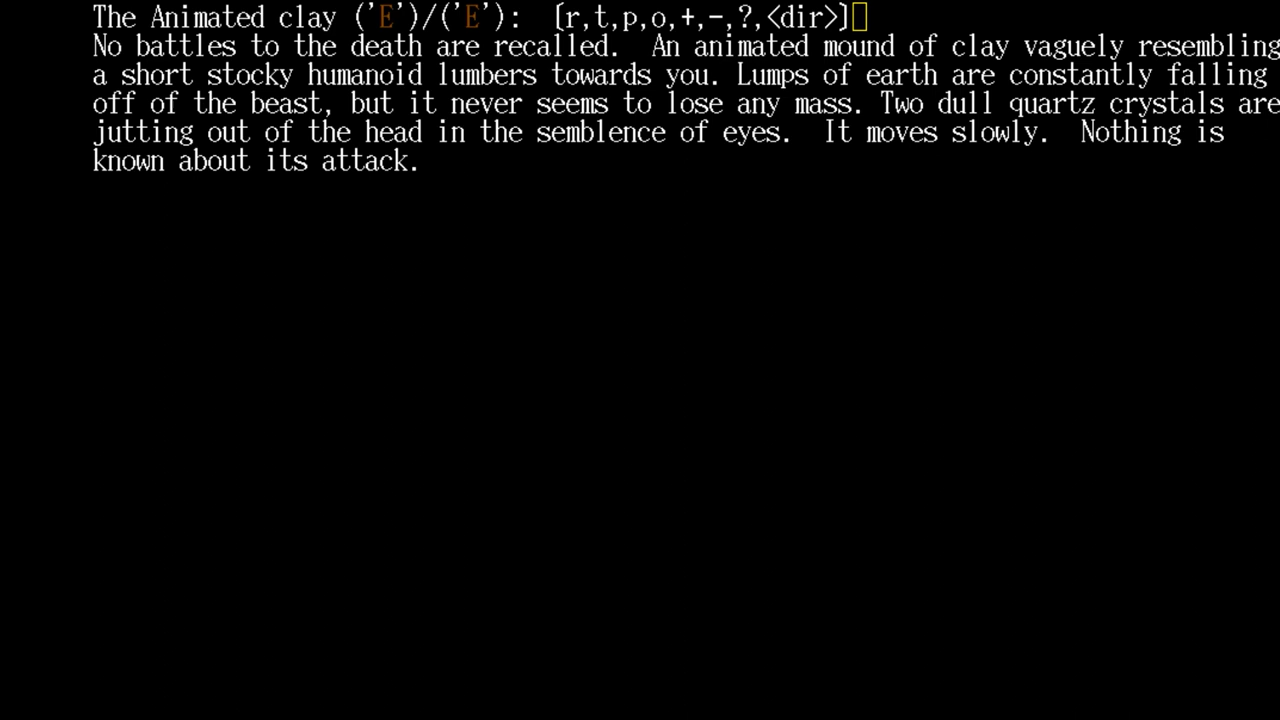 The Animated clay ('E')/('E'):  [r,t,p,o,+,-,?,<dir>]
No battles to the death are recalled.  An animated mound of clay vaguely resembling
a short stocky humanoid lumbers towards you. Lumps of earth are constantly falling
off of the beast, but it never seems to lose any mass. Two dull quartz crystals are
jutting out of the head in the semblence of eyes.  It moves slowly.  Nothing is
known about its attack.